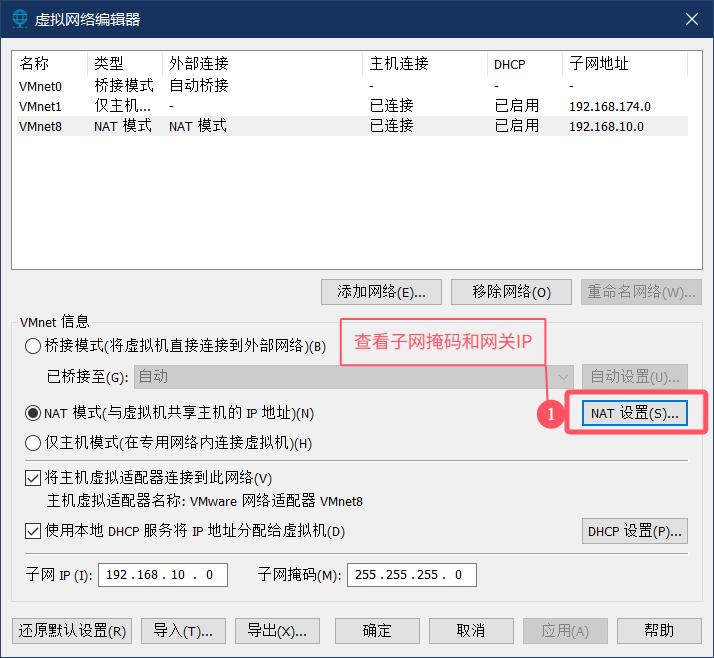 虚拟网络编辑器
名称 类型 外部连接 主机连接 DHCP 子网地址
VMnet0 桥接模式 自动桥接 - - -
VMnet1 仅主机... - 已连接 已启用 192.168.174.0
VMnet8 NAT 模式 NAT 模式 已连接 已启用 192.168.10.0
添加网络(E)... 移除网络(O) 重命名网络(W)...
VMnet 信息
桥接模式(将虚拟机直接连接到外部网络)(B)
查看子网掩码和网关IP
已桥接至(G): 自动 自动设置(U)...
NAT 模式(与虚拟机共享主机的 IP 地址)(N) 1 NAT 设置(S)...
仅主机模式(在专用网络内连接虚拟机)(H)
将主机虚拟适配器连接到此网络(V)
主机虚拟适配器名称: VMware 网络适配器 VMnet8
使用本地 DHCP 服务将 IP 地址分配给虚拟机(D) DHCP 设置(P)...
子网 IP (I): 192 . 168 . 10 . 0 子网掩码(M): 255 . 255 . 255 . 0
还原默认设置(R) 导入(T)... 导出(X)... 确定 取消 应用(A) 帮助